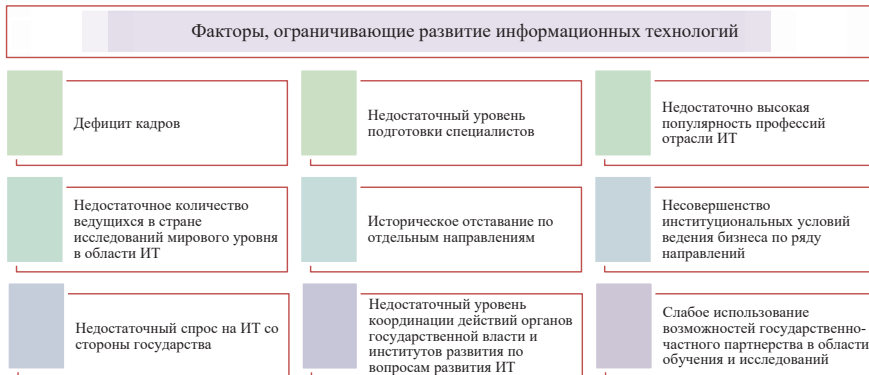 Факторы, ограничивающие развитие информационных технологий
Дефицит кадров
Недостаточный уровень
подготовки специалистов
Недостаточно высокая
популярность профессий
отрасли ИТ
Недостаточное количество
ведущихся в стране
исследований мирового уровня
в области ИТ
Историческое отставание по
отдельным направлениям
Несовершенство
институциональных условий
ведения бизнеса по ряду
направлений
Недостаточный спрос на ИТ со
стороны государства
Недостаточный уровень
координации действий органов
государственной власти и
институтов развития по
вопросам развития ИТ
Слабое использование
возможностей государственно-
частного партнерства в области
обучения и исследований